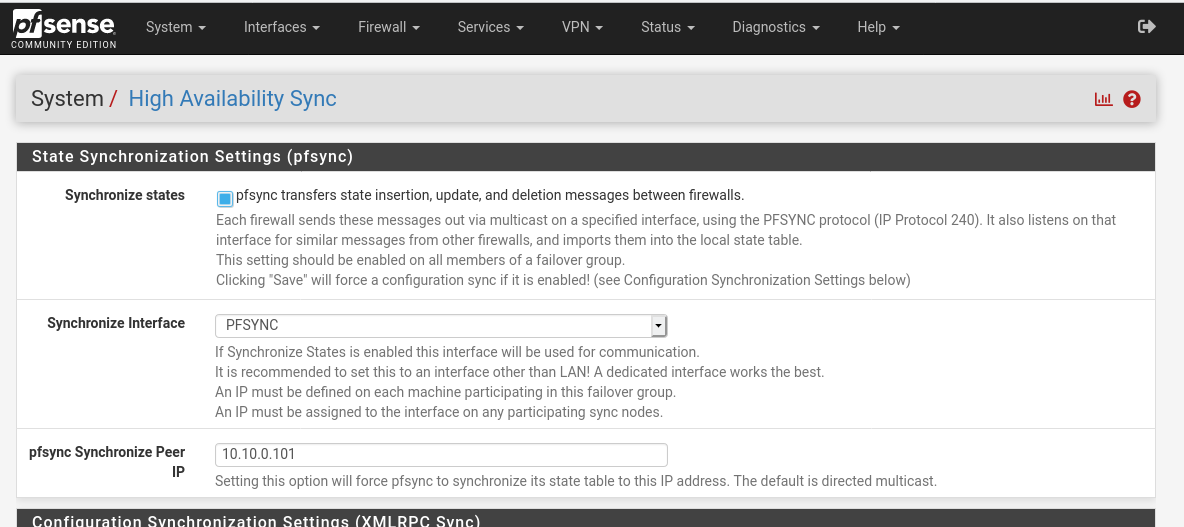 pfsense
COMMUNITY EDITION
System Interfaces Firewall Services VPN Status Diagnostics Help
System / High Availability Sync
State Synchronization Settings (pfsync)
Synchronize states
pfsync transfers state insertion, update, and deletion messages between firewalls.
Each firewall sends these messages out via multicast on a specified interface, using the PFSYNC protocol (IP Protocol 240). It also listens on that
interface for similar messages from other firewalls, and imports them into the local state table.
This setting should be enabled on all members of a failover group.
Clicking "Save" will force a configuration sync if it is enabled! (see Configuration Synchronization Settings below)
Synchronize Interface
PFSYNC
If Synchronize States is enabled this interface will be used for communication.
It is recommended to set this to an interface other than LAN! A dedicated interface works the best.
An IP must be defined on each machine participating in this failover group.
An IP must be assigned to the interface on any participating sync nodes.
pfsync Synchronize Peer
IP
10.10.0.101
Setting this option will force pfsync to synchronize its state table to this IP address. The default is directed multicast.
Configuration Synchronization Settings (XMLRPC Sync)